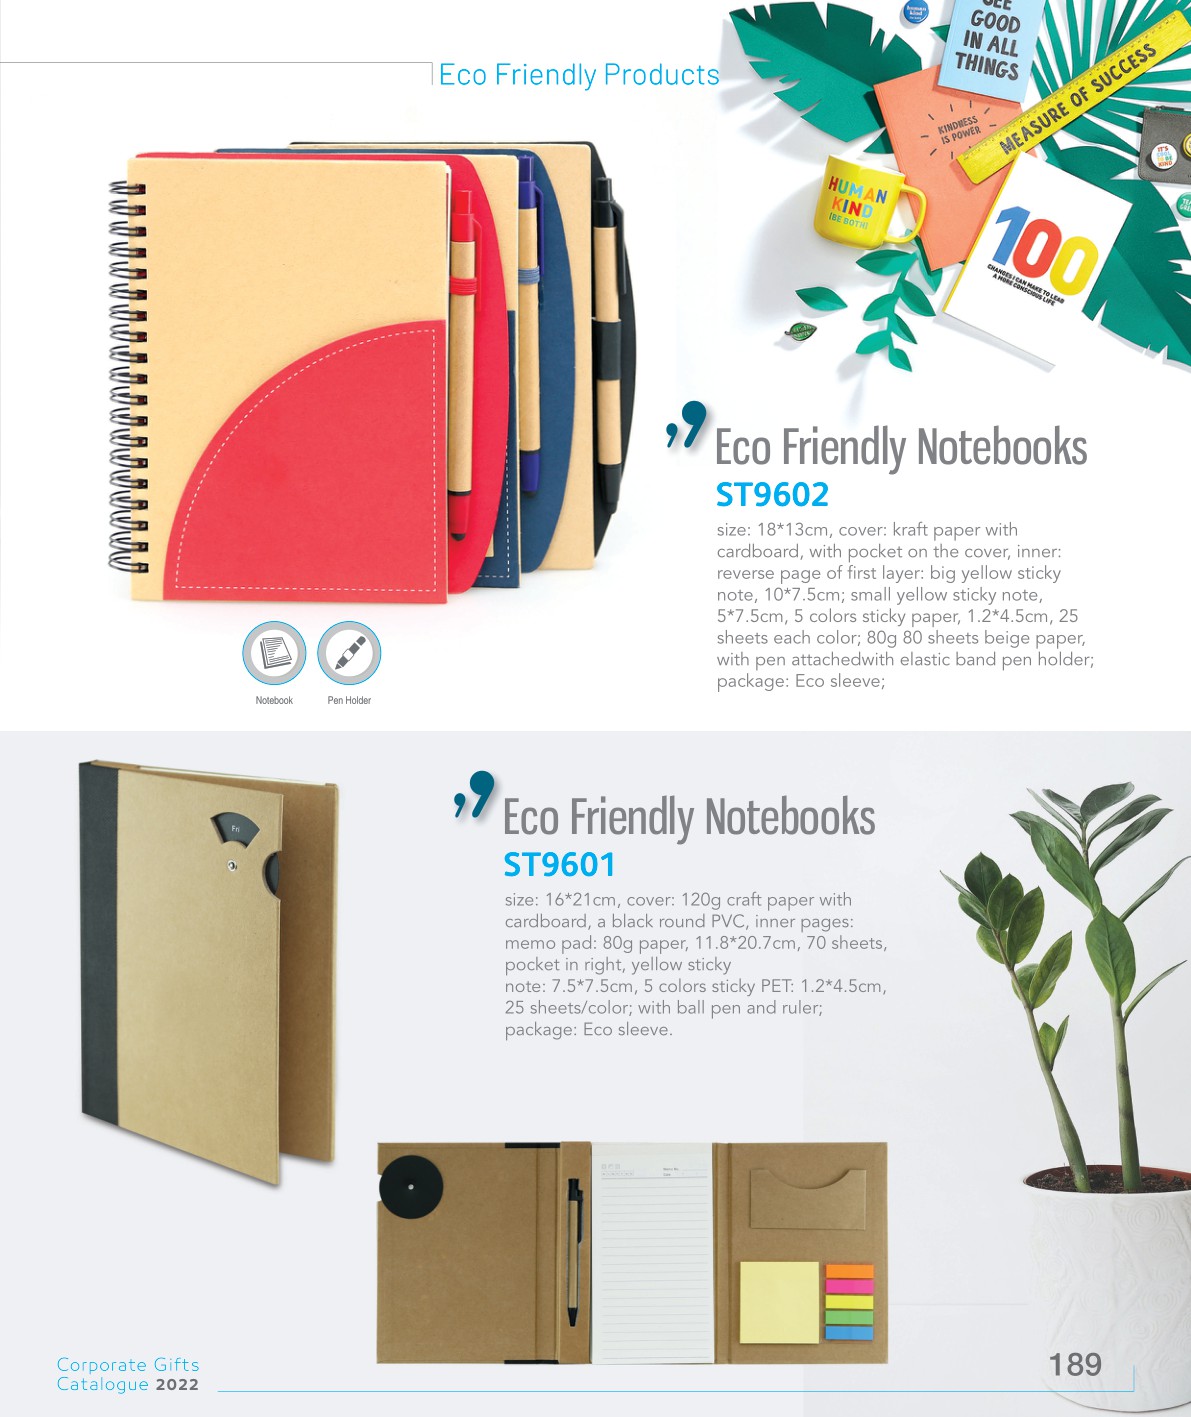 Eco Friendly Products
SEE
GOOD
IN ALL
THINGS
KINDNESS
IS POWER
MEASURE OF SUCCESS
IT'S
COOL
TO BE
KIND
HUMAN
KIND
(BE BOTH)
100
CHANGES I CAN MAKE TO LEAD
A MORE CONSCIOUS LIFE
Eco Friendly Notebooks
ST9602
size: 18*13cm, cover: kraft paper with
cardboard, with pocket on the cover, inner:
reverse page of first layer: big yellow sticky
note, 10*7.5cm; small yellow sticky note,
5*7.5cm, 5 colors sticky paper, 1.2*4.5cm, 25
sheets each color; 80g 80 sheets beige paper,
with pen attachedwith elastic band pen holder;
package: Eco sleeve;
Notebook
Pen Holder
Eco Friendly Notebooks
ST9601
size: 16*21cm, cover: 120g craft paper with
cardboard, a black round PVC, inner pages:
memo pad: 80g paper, 11.8*20.7cm, 70 sheets,
pocket in right, yellow sticky
note: 7.5*7.5cm, 5 colors sticky PET: 1.2*4.5cm,
25 sheets/color; with ball pen and ruler;
package: Eco sleeve.
Fri
Corporate Gifts
Catalogue 2022
189